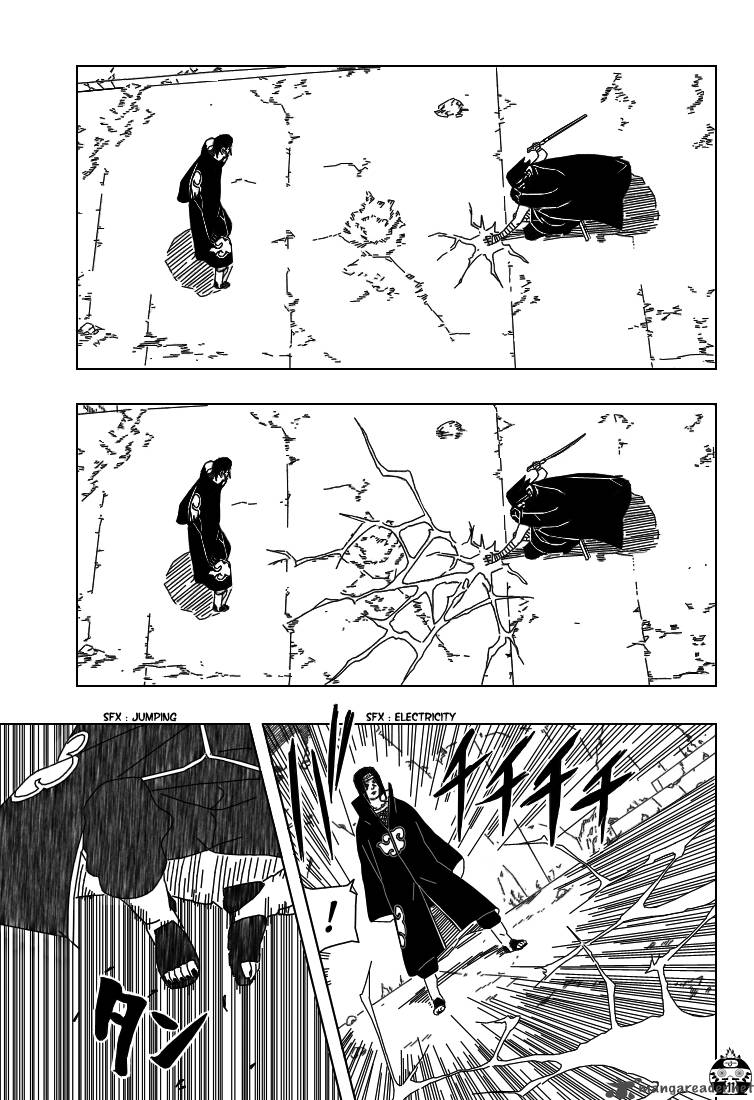 SFX : JUMPING
SFX : ELECTRICITY
チチチチ
!
タン
mangareader.net